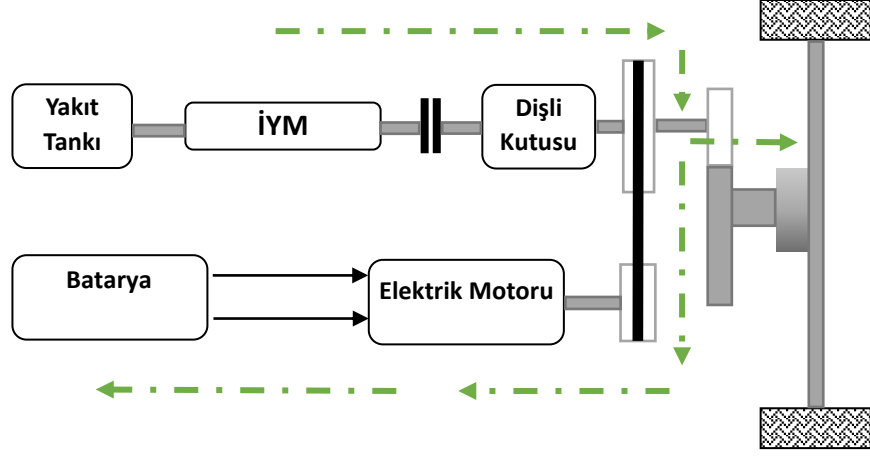 Yakıt
Tankı
İYM
Dişli
Kutusu
Batarya
Elektrik Motoru